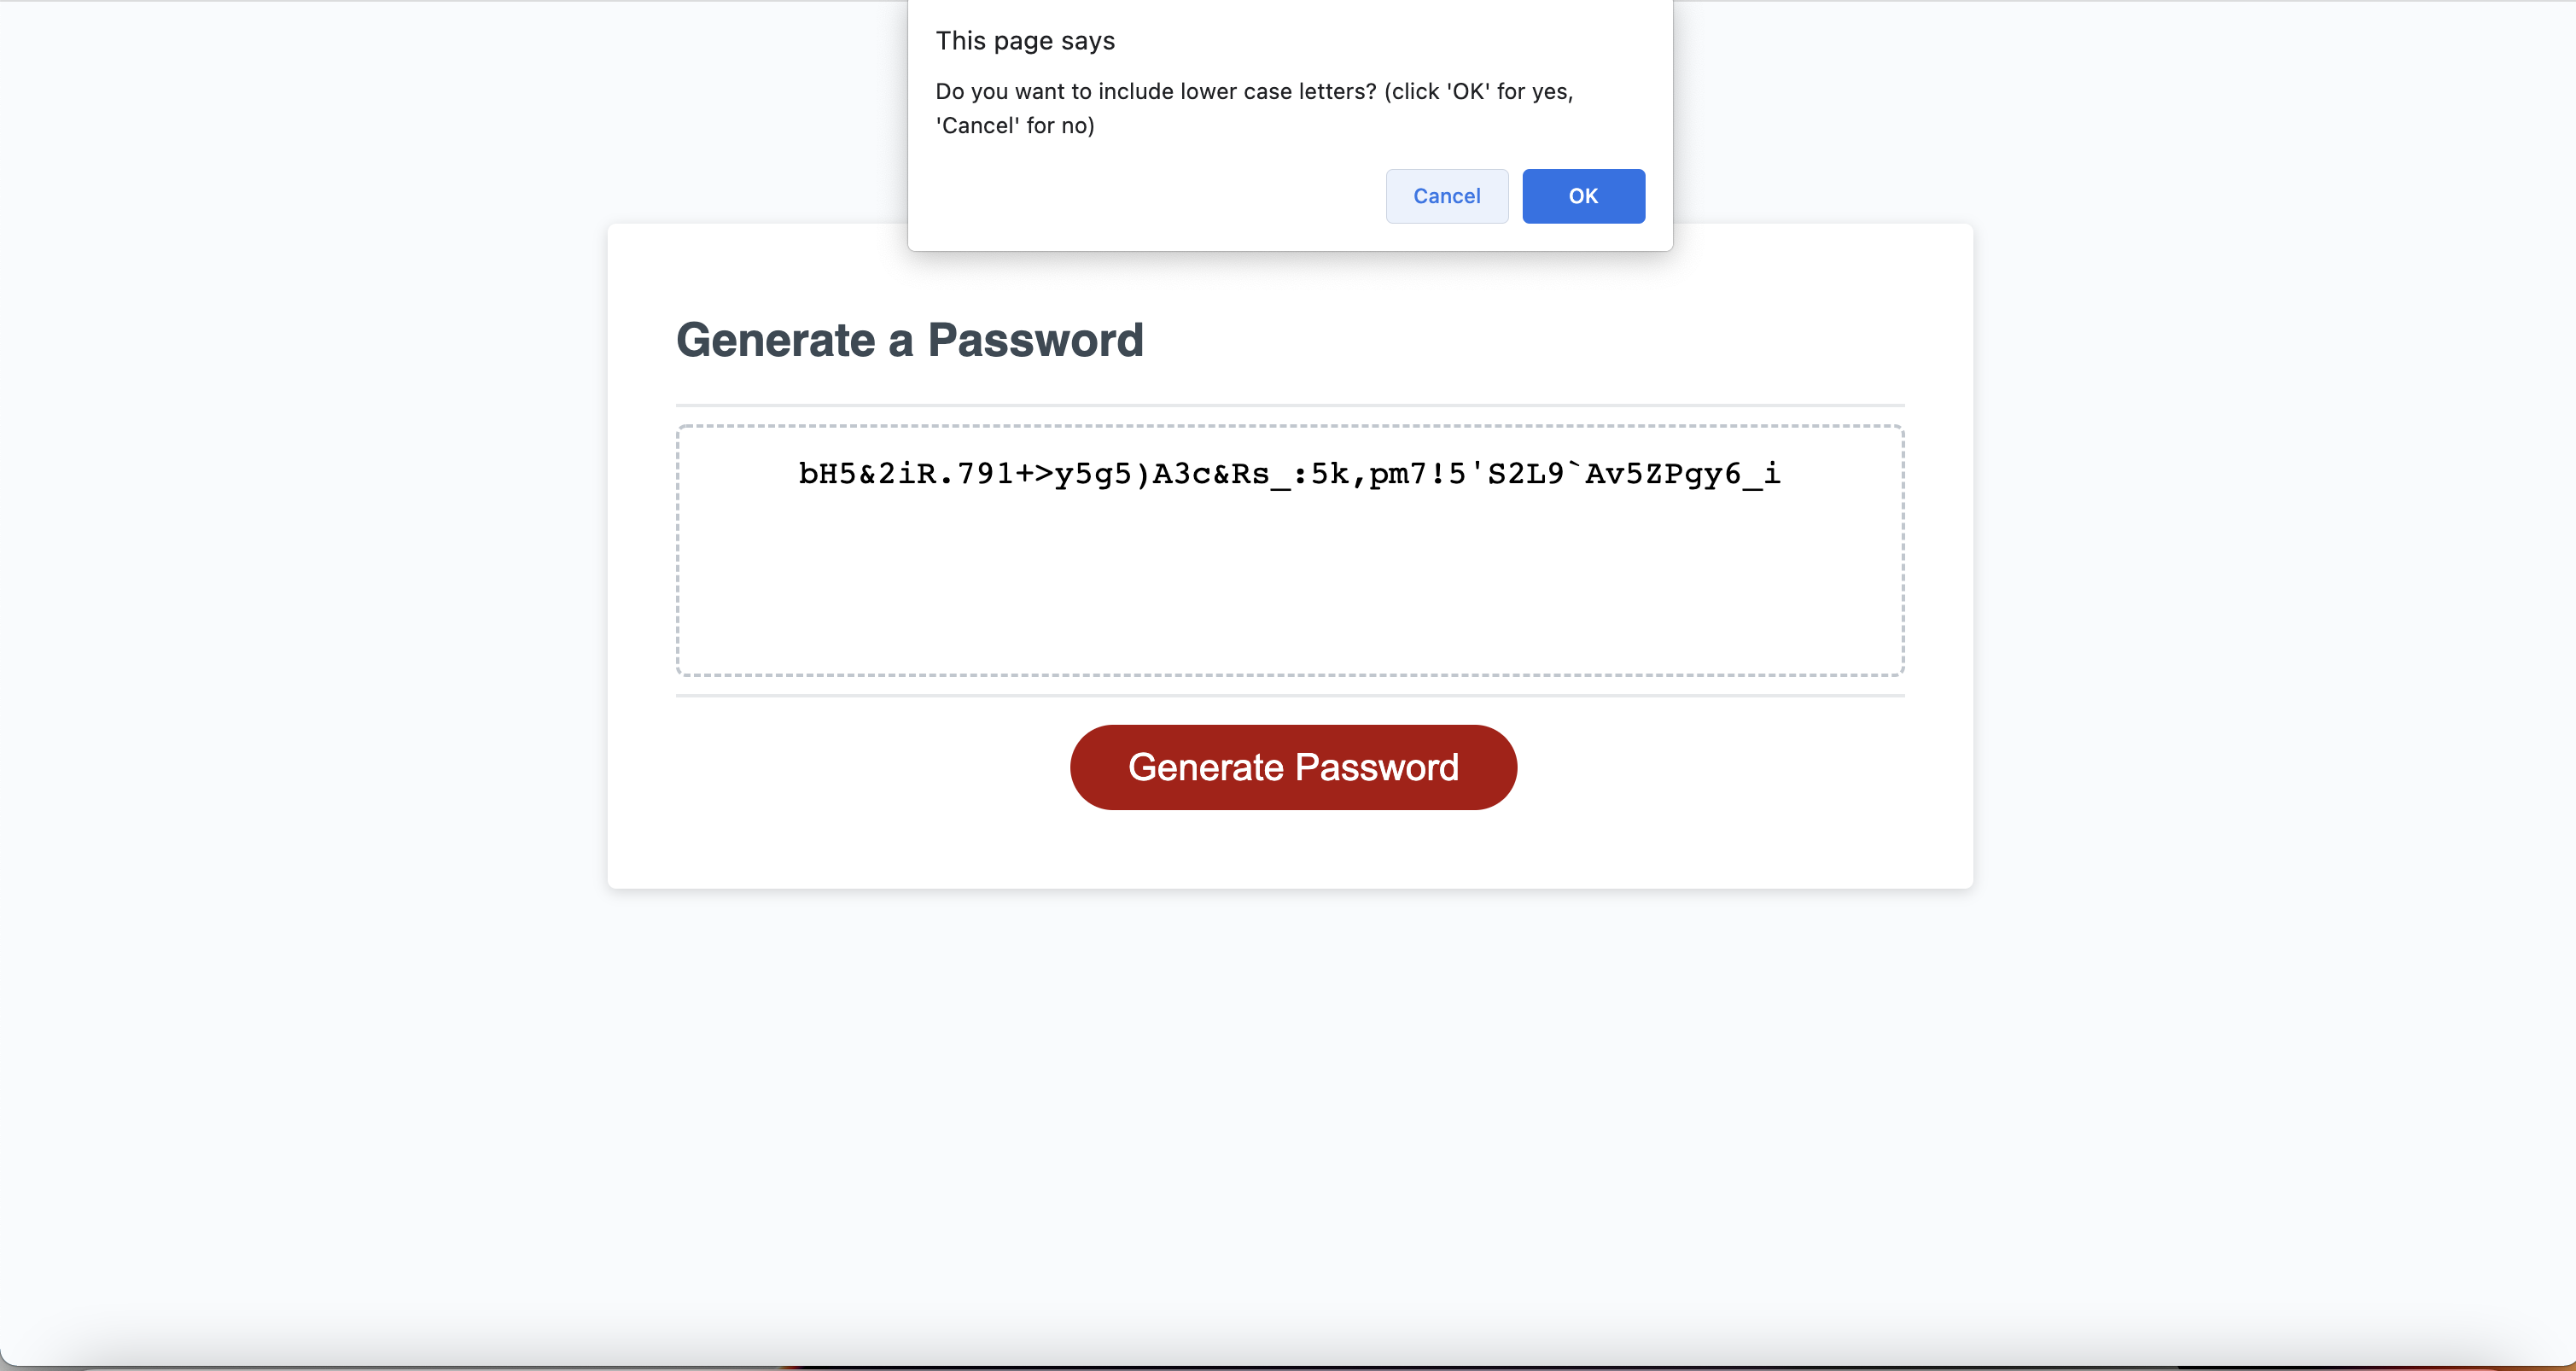 This page says
Do you want to include lower case letters? (click 'OK' for yes,
'Cancel' for no)
Cancel
OK
Generate a Password
bH5&2iR.791+>y5g5)A3c&Rs_:5k,pm7!5'S2L9`Av5ZPgy6_i
Generate Password